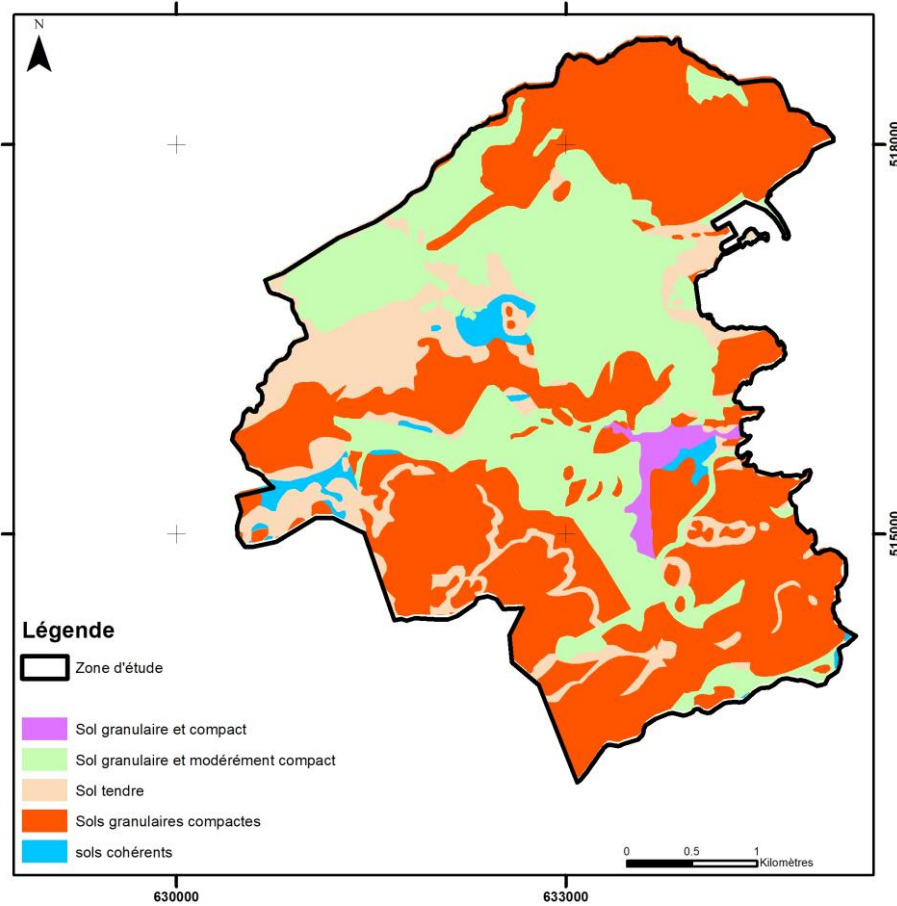 N
518000
515000
Légende
Zone d'étude
Sol granulaire et compact
Sol granulaire et modérément compact
Sol tendre
Sols granulaires compactes
sols cohérents
0 0.5 1
Kilomètres
630000 633000